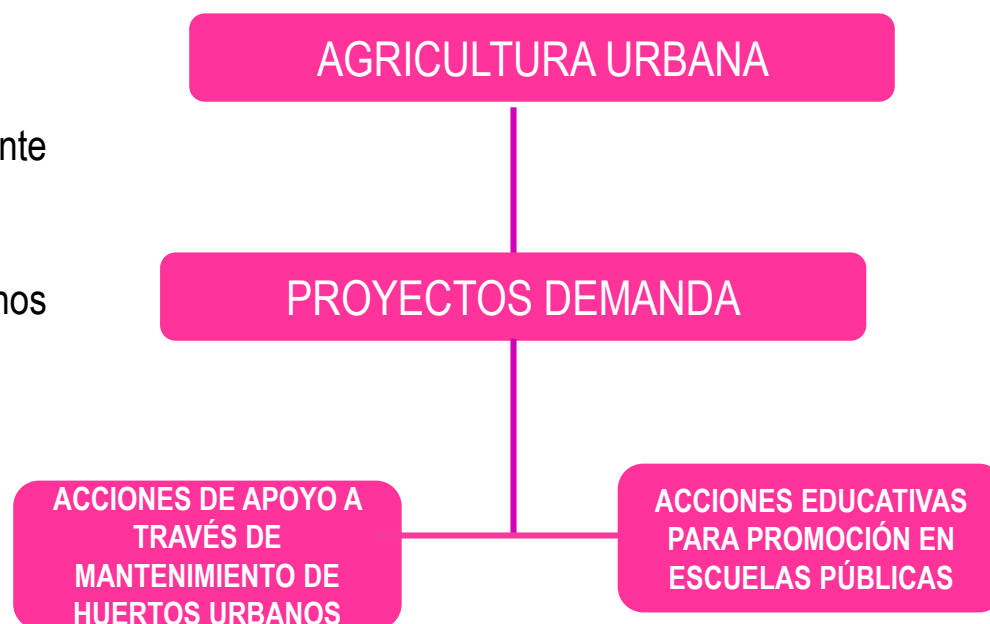 AGRICULTURA URBANA
nte
nos
PROYECTOS DEMANDA
ACCIONES DE APOYO A
TRAVÉS DE
MANTENIMIENTO DE
HUERTOS URBANOS
ACCIONES EDUCATIVAS
PARA PROMOCIÓN EN
ESCUELAS PÚBLICAS